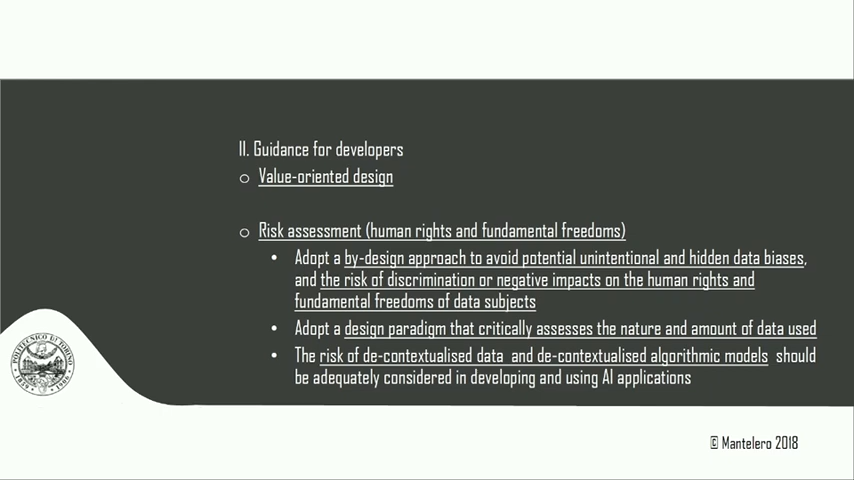 II. Guidance for developers
o Value-oriented design
o Risk assessment (human rights and fundamental freedoms)
• Adopt a by-design approach to avoid potential unintentional and hidden data biases,
and the risk of discrimination or negative impacts on the human rights and
fundamental freedoms of data subjects
• Adopt a design paradigm that critically assesses the nature and amount of data used
• The risk of de-contextualised data and de-contextualised algorithmic models should
be adequately considered in developing and using AI applications
POLITECNICO DI TORINO
© Mantelero 2018